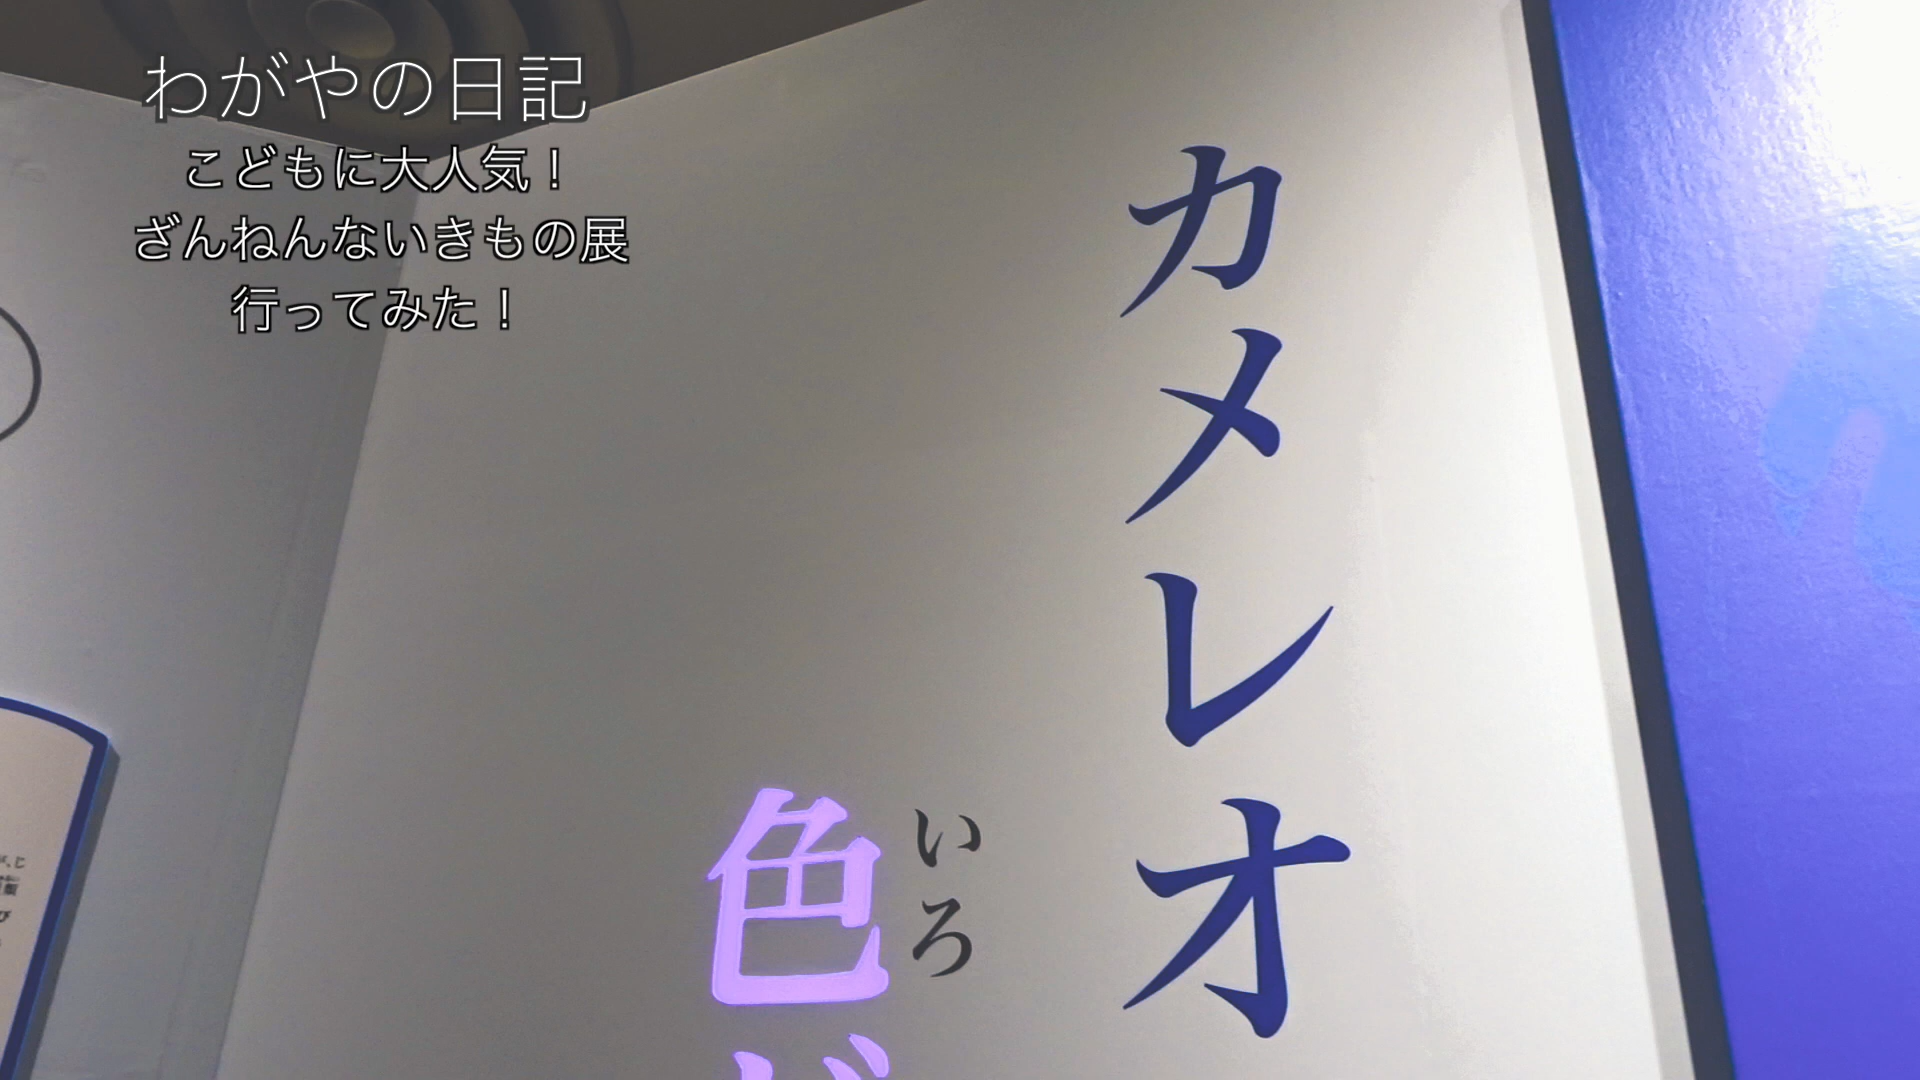 わがやの日記
こどもに大人気！
ざんねんないきもの展
行ってみた！
カメレオ
いろ
色